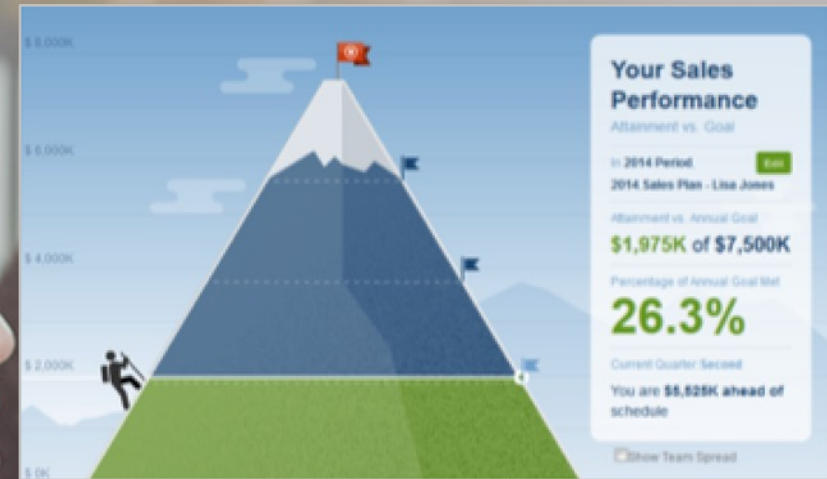 $ 8,000K
$ 6,000K
$ 4,000K
$ 2,000K
$ 0K
Your Sales
Performance
Attainment vs. Goal
In 2014 Period
Edit
2014 Sales Plan - Lisa Jones
Attainment vs. Annual Goal
$1,975K of $7,500K
Percentage of Annual Goal Met
26.3%
Current Quarter Second
You are $5,525K ahead of
schedule
Show Team Spread